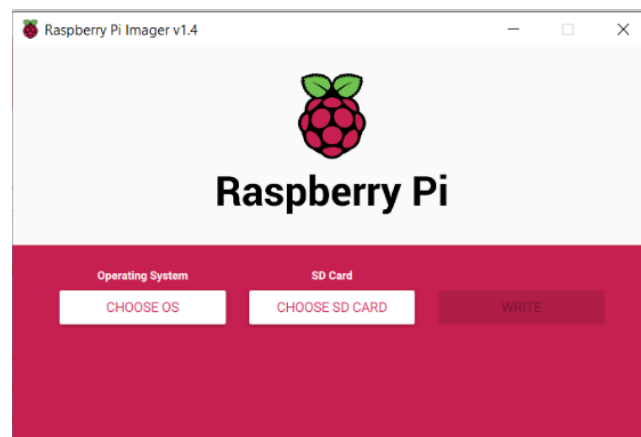 Raspberry Pi Imager v1.4
Raspberry Pi
Operating System
SD Card
CHOOSE OS
CHOOSE SD CARD
WRITE